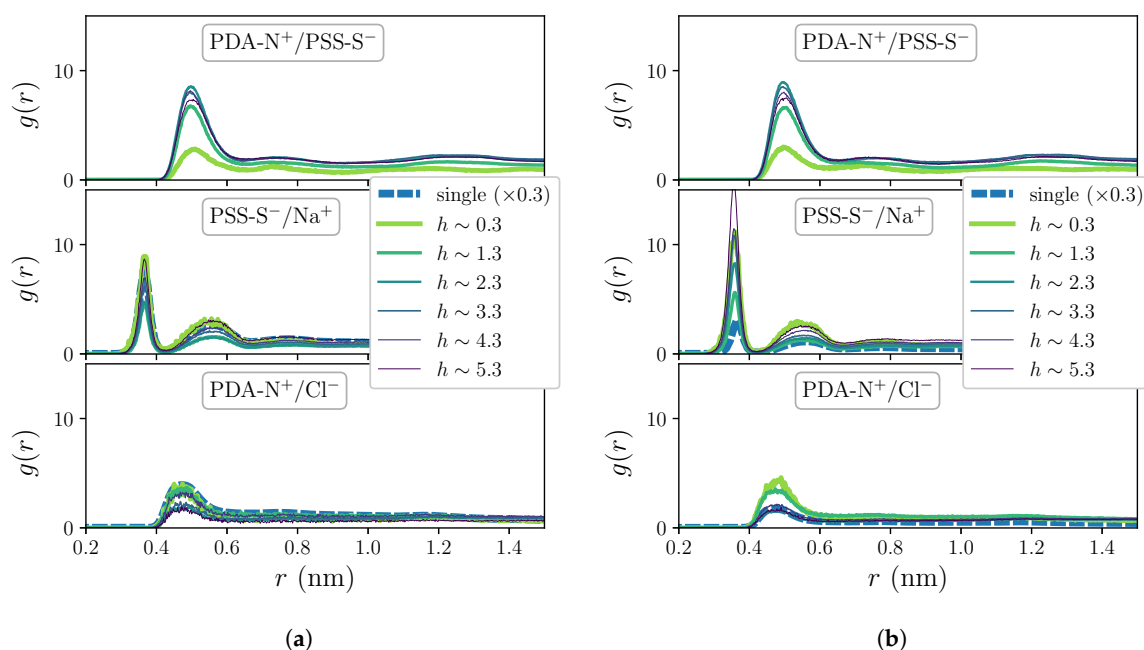 PDA-N⁺/PSS-S⁻
g(r)
10
0
PSS-S⁻/Na⁺
g(r)
10
0
single (×0.3)
h ∼ 0.3
h ∼ 1.3
h ∼ 2.3
h ∼ 3.3
h ∼ 4.3
h ∼ 5.3
PDA-N⁺/Cl⁻
g(r)
10
0
0.2 0.4 0.6 0.8 1.0 1.2 1.4
r (nm)
(a)
PDA-N⁺/PSS-S⁻
g(r)
10
0
PSS-S⁻/Na⁺
g(r)
10
0
single (×0.3)
h ∼ 0.3
h ∼ 1.3
h ∼ 2.3
h ∼ 3.3
h ∼ 4.3
h ∼ 5.3
PDA-N⁺/Cl⁻
g(r)
10
0
0.2 0.4 0.6 0.8 1.0 1.2 1.4
r (nm)
(b)